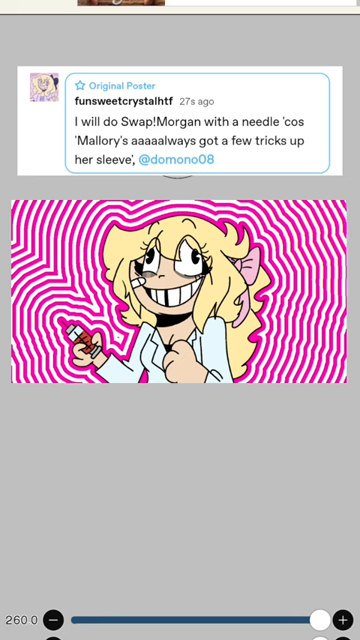 Original Poster
funsweetcrystalhtf 27s ago
I will do Swap!Morgan with a needle 'cos
'Mallory's aaaaalways got a few tricks up
her sleeve', @domono08
260 0